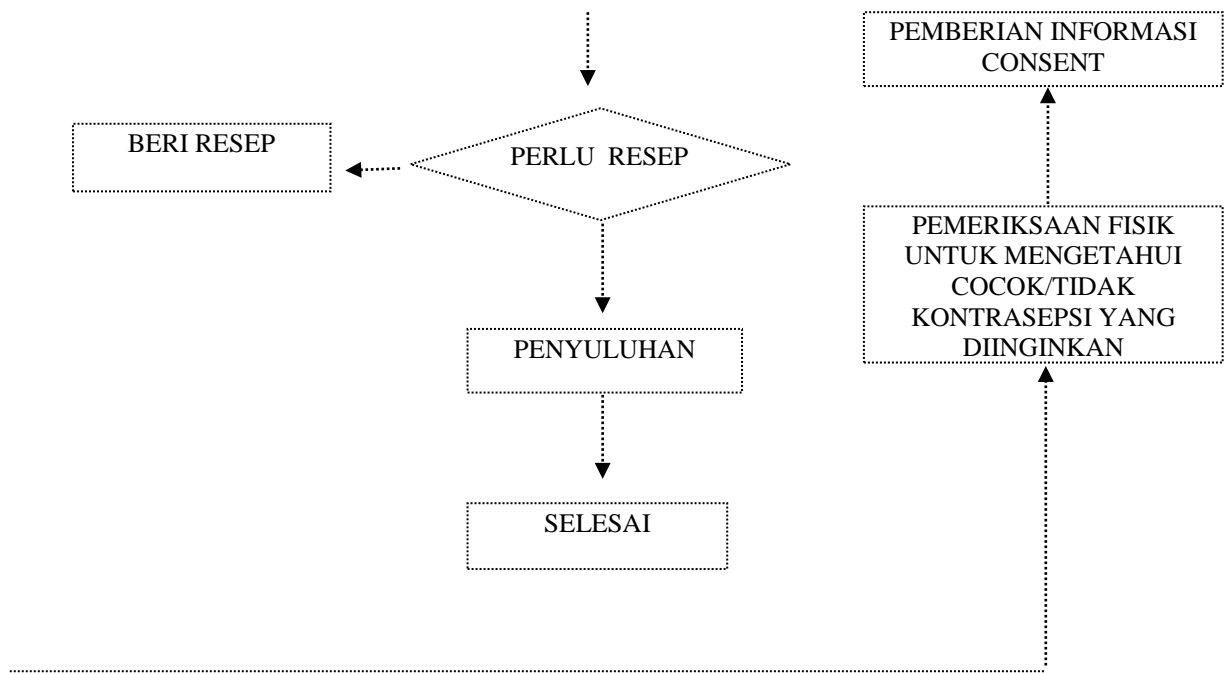 PEMBERIAN INFORMASI
CONSENT
BERI RESEP
PERLU RESEP
PEMERIKSAAN FISIK
UNTUK MENGETAHUI
COCOK/TIDAK
KONTRASEPSI YANG
DIINGINKAN
PENYULUHAN
SELESAI